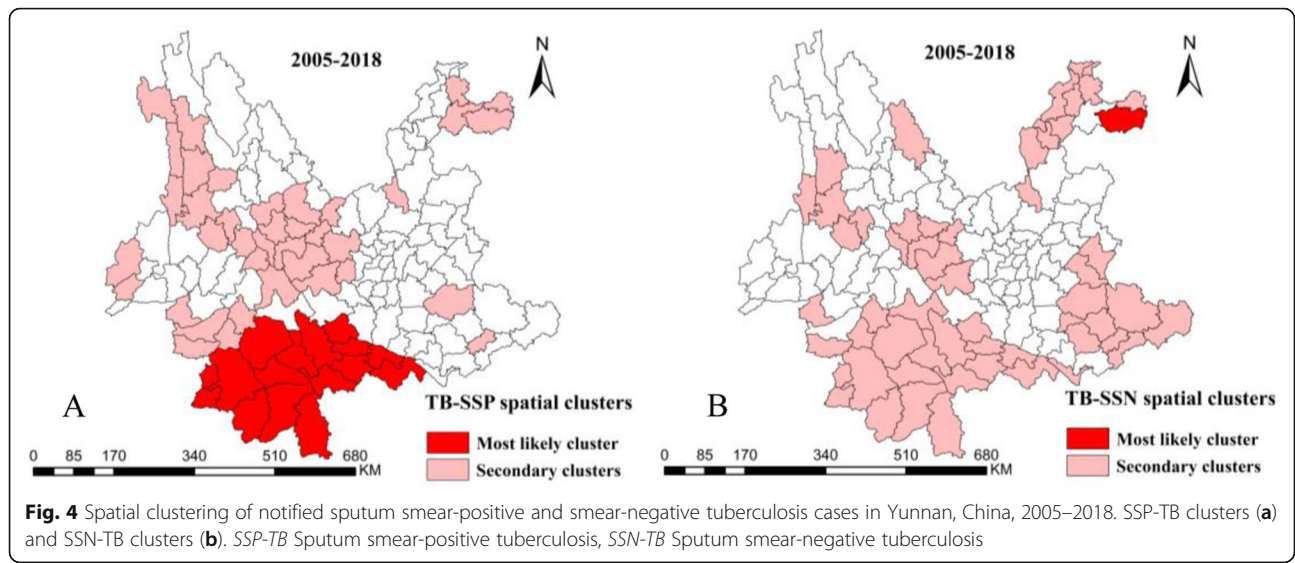 2005-2018
N
A
TB-SSP spatial clusters
Most likely cluster
Secondary clusters
0 85 170 340 510 680
KM
2005-2018
N
B
TB-SSN spatial clusters
Most likely cluster
Secondary clusters
0 85 170 340 510 680
KM
Fig. 4 Spatial clustering of notified sputum smear-positive and smear-negative tuberculosis cases in Yunnan, China, 2005–2018. SSP-TB clusters (a)
and SSN-TB clusters (b). SSP-TB Sputum smear-positive tuberculosis, SSN-TB Sputum smear-negative tuberculosis